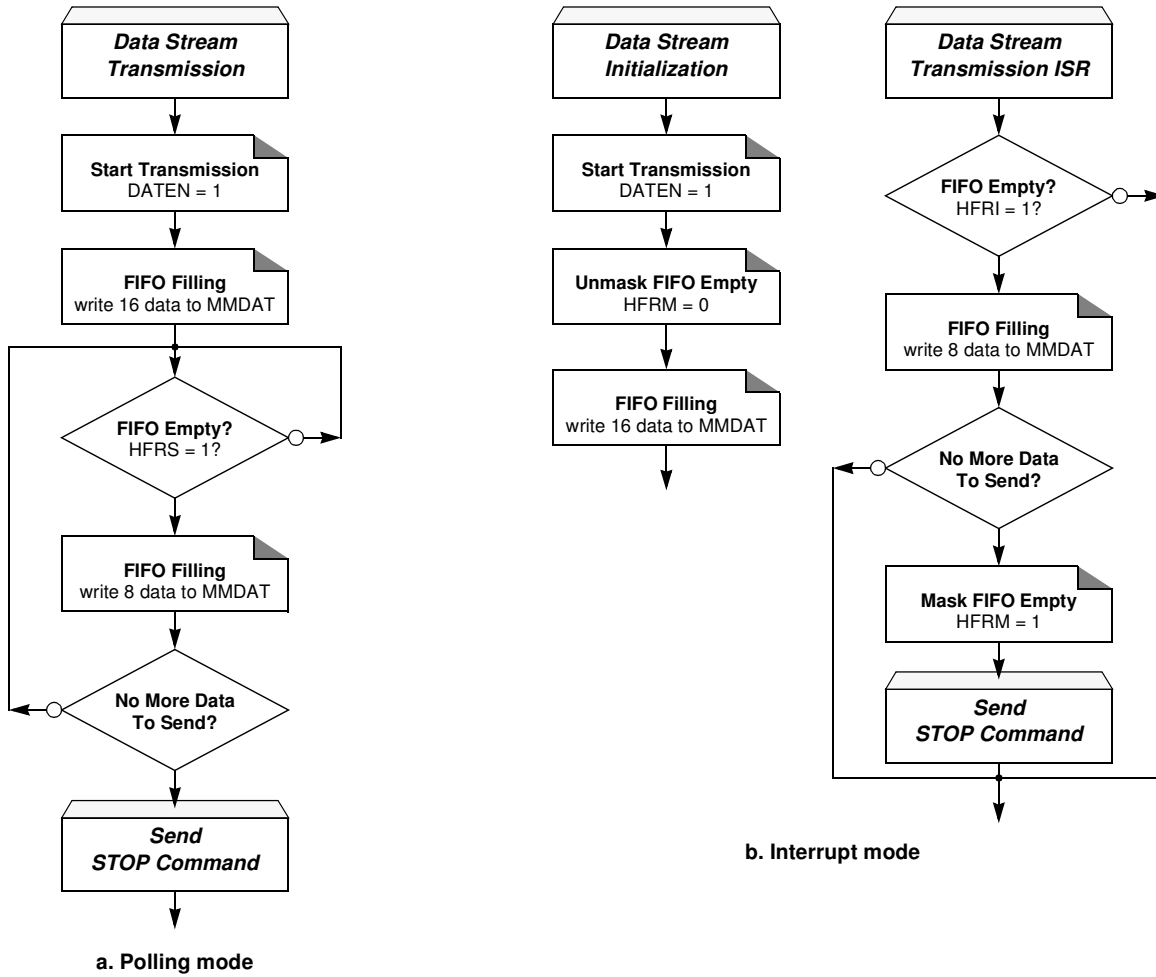 Data Stream
Transmission
Start Transmission
DATEN = 1
FIFO Filling
write 16 data to MMDAT
FIFO Empty?
HFRS = 1?
FIFO Filling
write 8 data to MMDAT
No More Data
To Send?
Send
STOP Command
a. Polling mode
Data Stream
Initialization
Start Transmission
DATEN = 1
Unmask FIFO Empty
HFRM = 0
FIFO Filling
write 16 data to MMDAT
Data Stream
Transmission ISR
FIFO Empty?
HFRI = 1?
FIFO Filling
write 8 data to MMDAT
No More Data
To Send?
Mask FIFO Empty
HFRM = 1
Send
STOP Command
b. Interrupt mode